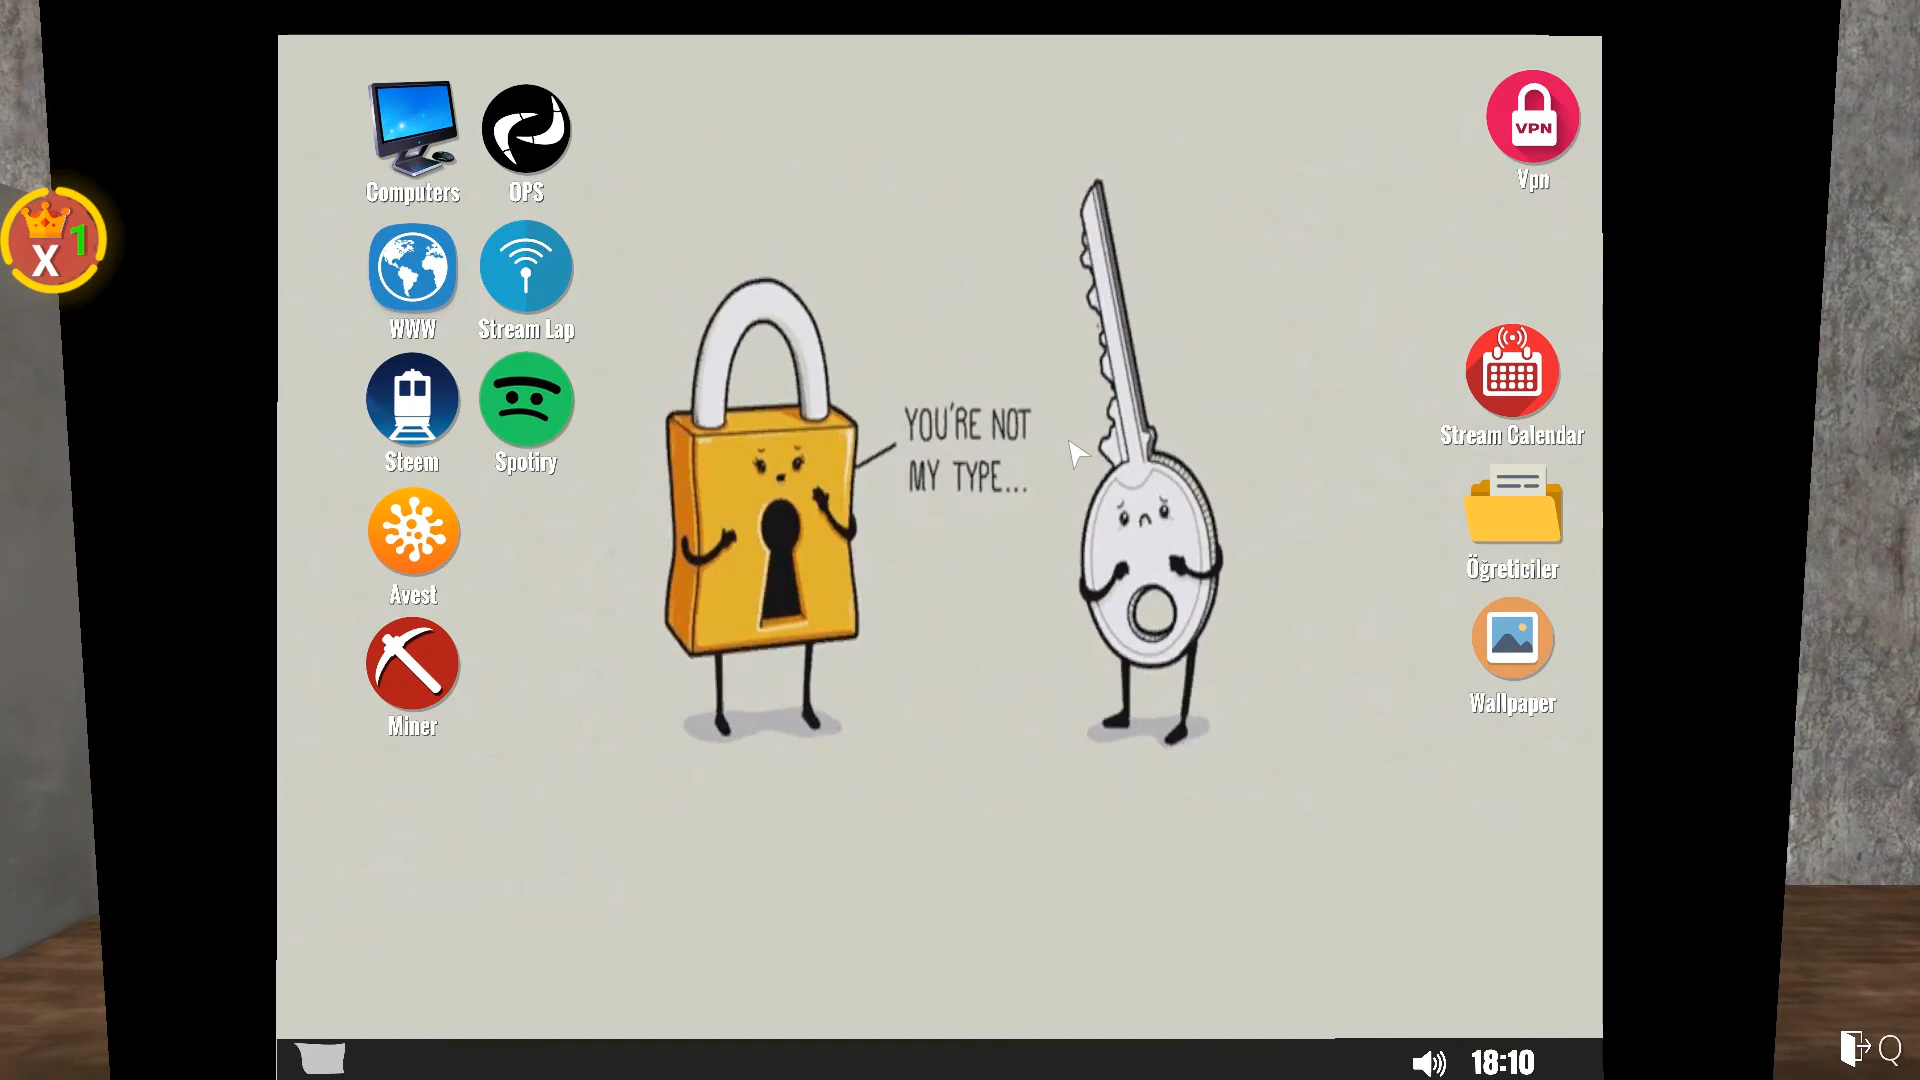 Computers
OPS
VPN
Vpn
X 1
WWW
Stream Lap
YOU'RE NOT
MY TYPE...
Stream Calendar
Steem
Spotiry
Öğreticiler
Avest
Wallpaper
Miner
18:10
Q